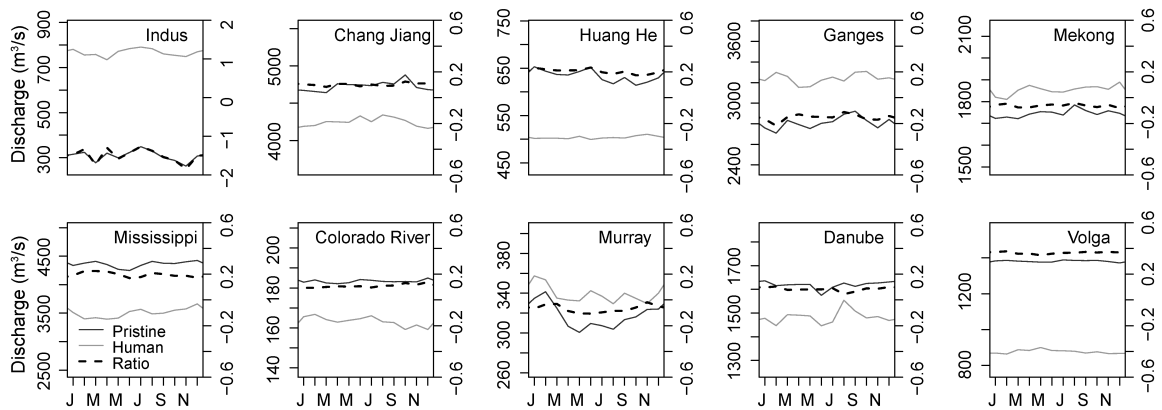 Indus
Discharge (m³/s)
300 500 700 900
−2 −1 0 1 2
Chang Jiang
4000 5000
−0.6 −0.2 0.2 0.6
Huang He
450 550 650 750
−0.6 −0.2 0.2 0.6
Ganges
2400 3000 3600
−0.6 −0.2 0.2 0.6
Mekong
1500 1800 2100
−0.6 −0.2 0.2 0.6
Mississippi
Discharge (m³/s)
2500 3500 4500
Pristine
Human
Ratio
J M M J S N
Colorado River
140 160 180 200
−0.6 −0.2 0.2 0.6
J M M J S N
Murray
260 300 340 380
−0.6 −0.2 0.2 0.6
J M M J S N
Danube
1300 1500 1700
−0.6 −0.2 0.2 0.6
J M M J S N
Volga
800 1200
−0.6 −0.2 0.2 0.6
J M M J S N
−0.6 −0.2 0.2 0.6